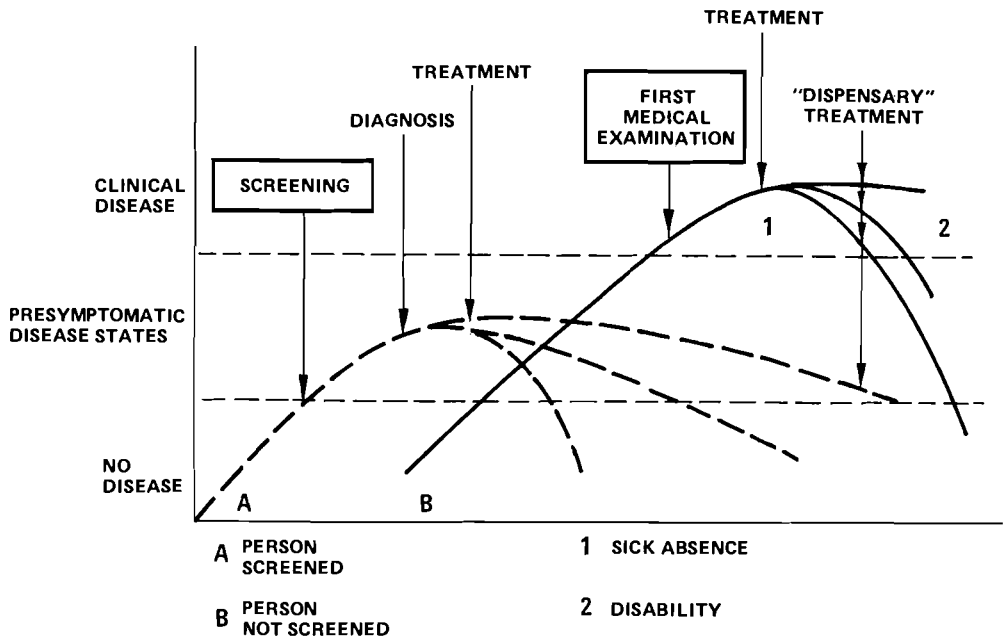 TREATMENT
TREATMENT
DIAGNOSIS
FIRST
MEDICAL
EXAMINATION
"DISPENSARY"
TREATMENT
SCREENING
CLINICAL
DISEASE
1
2
PRESYMPTOMATIC
DISEASE STATES
NO
DISEASE
A
B
A PERSON
SCREENED
1 SICK ABSENCE
B PERSON
NOT SCREENED
2 DISABILITY